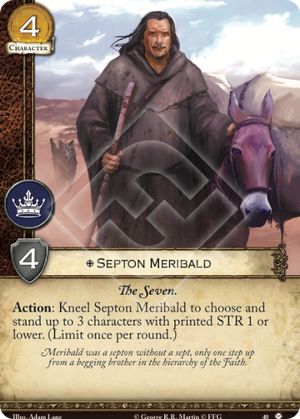 4
CHARACTER
4
SEPTON MERIBALD
The Seven.
Action: Kneel Septon Meribald to choose and
stand up to 3 characters with printed STR 1 or
lower. (Limit once per round.)
Meribald was a septon without a sept, only one step up
from a begging brother in the hierarchy of the Faith.
Illus. Adam Lane © George R.R. Martin © FFG 40